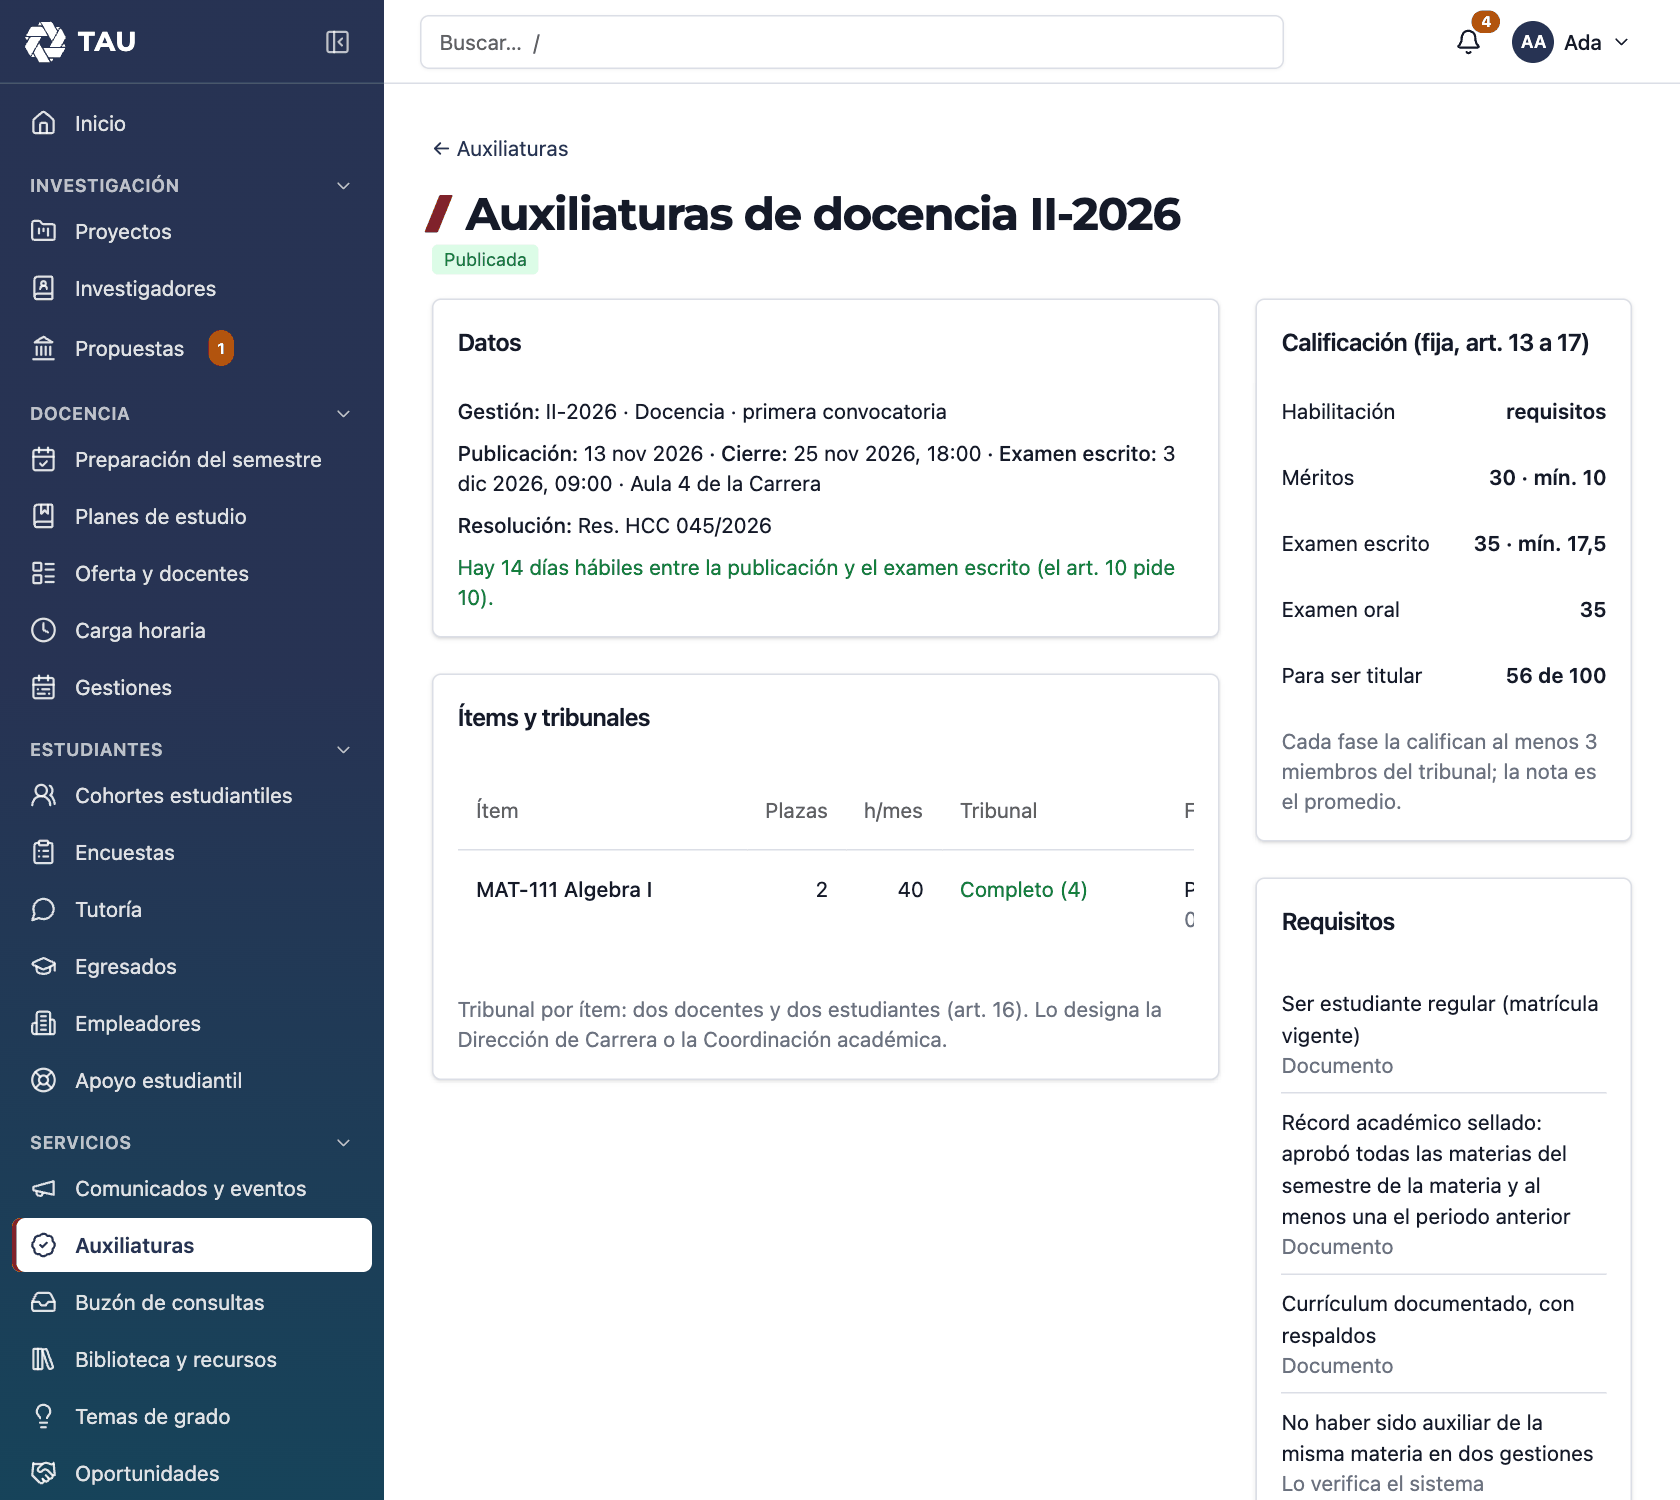 TAU
Buscar... /
4
AA
Ada
Inicio
INVESTIGACIÓN
Proyectos
Investigadores
Propuestas 1
DOCENCIA
Preparación del semestre
Planes de estudio
Oferta y docentes
Carga horaria
Gestiones
ESTUDIANTES
Cohortes estudiantiles
Encuestas
Tutoría
Egresados
Empleadores
Apoyo estudiantil
SERVICIOS
Comunicados y eventos
Auxiliaturas
Buzón de consultas
Biblioteca y recursos
Temas de grado
Oportunidades
← Auxiliaturas
Auxiliaturas de docencia II-2026
Publicada
Datos
Gestión: II-2026 · Docencia · primera convocatoria
Publicación: 13 nov 2026 · Cierre: 25 nov 2026, 18:00 · Examen escrito: 3
dic 2026, 09:00 · Aula 4 de la Carrera
Resolución: Res. HCC 045/2026
Hay 14 días hábiles entre la publicación y el examen escrito (el art. 10 pide
10).
Ítems y tribunales
Ítem Plazas h/mes Tribunal
MAT-111 Algebra I 2 40 Completo (4)
Tribunal por ítem: dos docentes y dos estudiantes (art. 16). Lo designa la
Dirección de Carrera o la Coordinación académica.
Calificación (fija, art. 13 a 17)
Habilitación requisitos
Méritos 30 · mín. 10
Examen escrito 35 · mín. 17,5
Examen oral 35
Para ser titular 56 de 100
Cada fase la califican al menos 3
miembros del tribunal; la nota es
el promedio.
Requisitos
Ser estudiante regular (matrícula
vigente)
Documento
Récord académico sellado:
aprobó todas las materias del
semestre de la materia y al
menos una el periodo anterior
Documento
Currículum documentado, con
respaldos
Documento
No haber sido auxiliar de la
misma materia en dos gestiones
Lo verifica el sistema